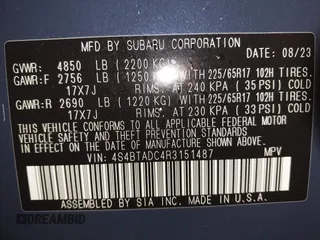 MFD. BY SUBARU CORPORATION 08/23
GVWR: 4850 LB (2200 KG)
GAWR:F 2756 LB (1250 KG) WITH 225/65R17 102H TIRES.
17X7J RIMS. AT 240 KPA (35 PSI) COLD
GAWR:R 2690 LB (1220 KG) WITH 225/65R17 102H TIRES.
17X7J RIMS. AT 230 KPA (33 PSI) COLD
THIS VEHICLE CONFORMS TO ALL APPLICABLE FEDERAL MOTOR
VEHICLE SAFETY STANDARDS
IN EFFECT ON THE DATE OF MANUFACTURE SHOWN ABOVE.
VIN: 4S4BTADC4R3151487 MPV
ASSEMBLED BY SIA INC. MADE IN U.S.A.
DREAMBID